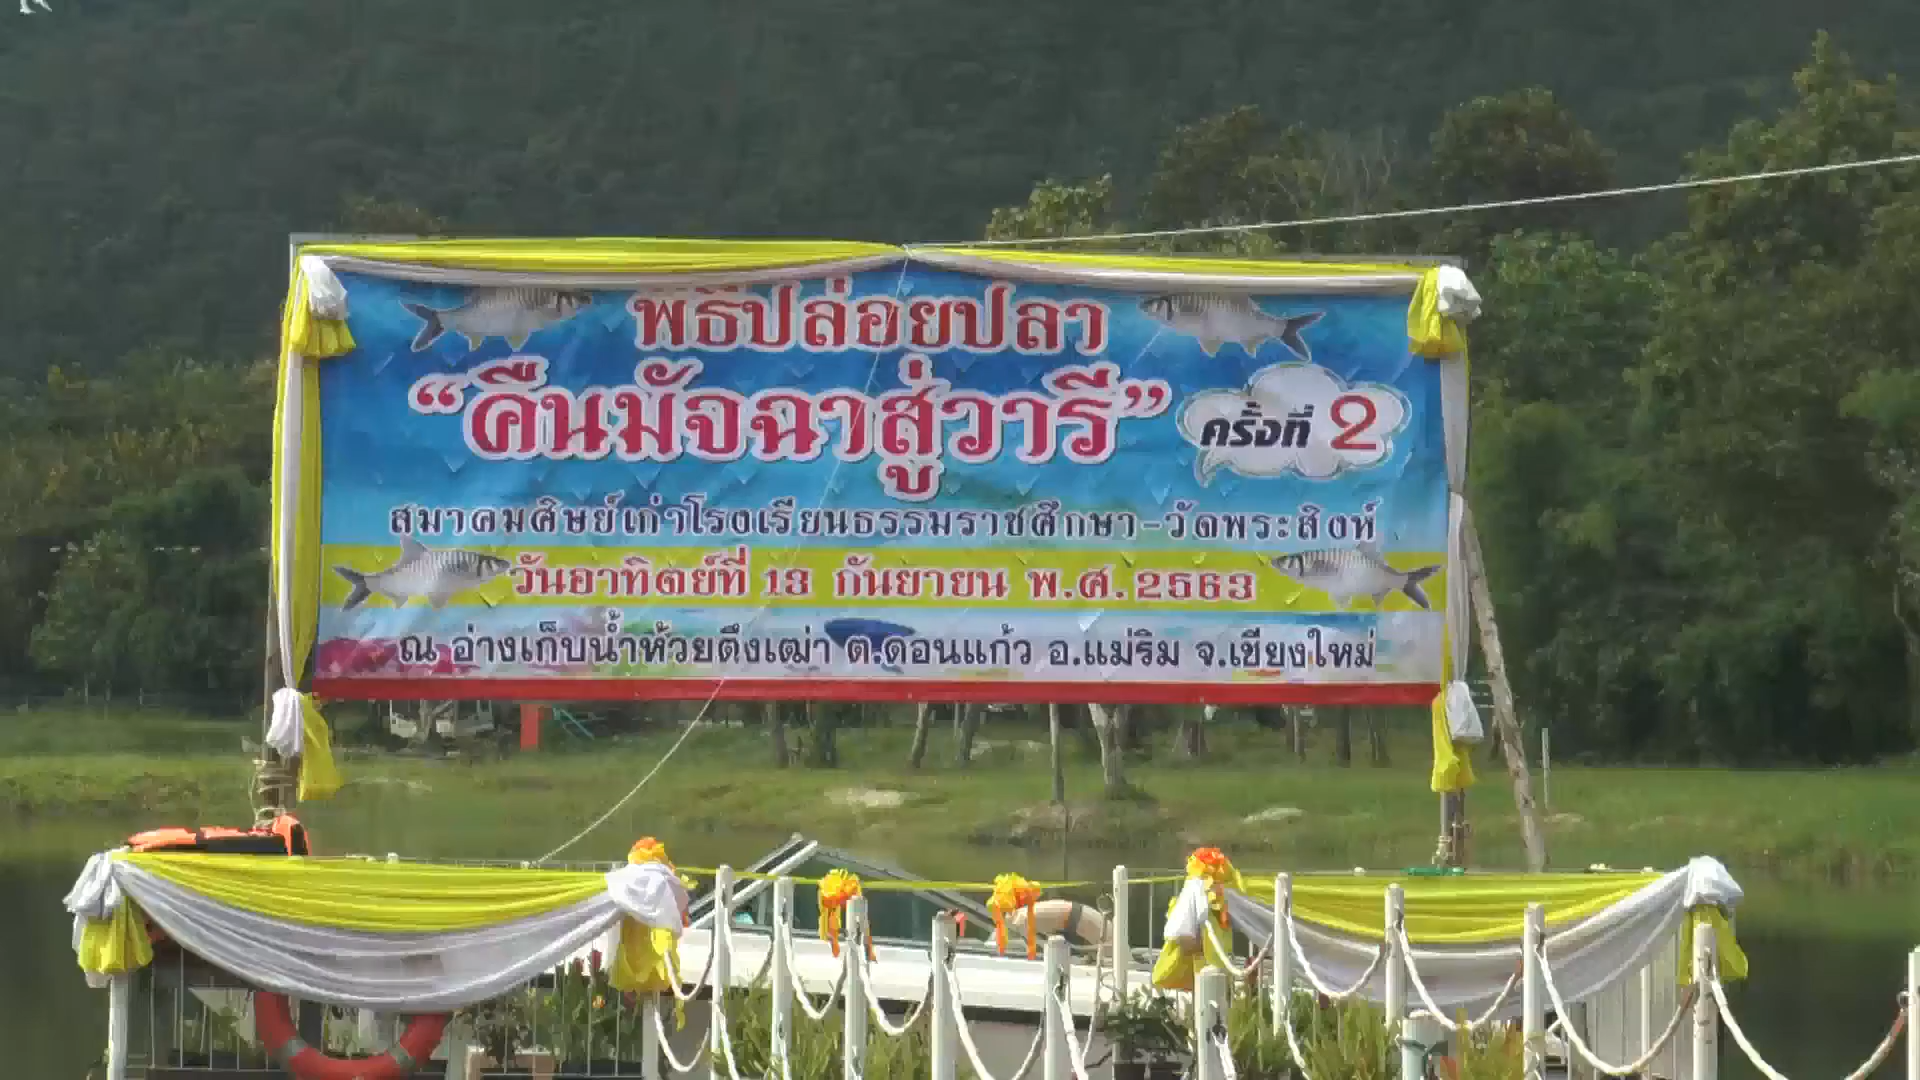 พิธีปล่อยปลา
“คืนมัจฉาสู่วารี” ครั้งที่ 2
สมาคมศิษย์เก่าโรงเรียนธรรมราชศึกษา-วัดพระสิงห์
วันอาทิตย์ที่ 13 กันยายน พ.ศ.2563
ณ อ่างเก็บน้ำห้วยตึงเฒ่า ต.ดอนแก้ว อ.แม่ริม จ.เชียงใหม่